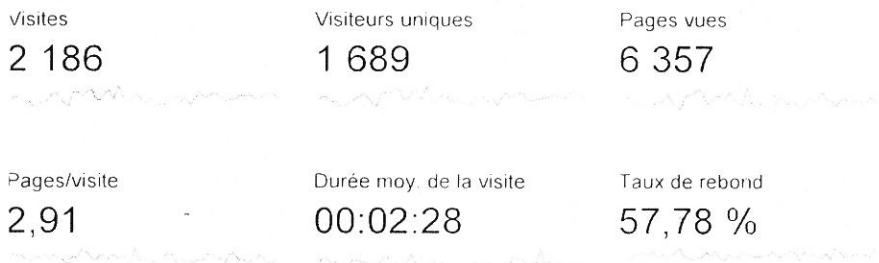 Visites
Visiteurs uniques
Pages vues
2 186
1 689
6 357
Pages/visite
Durée moy. de la visite
Taux de rebond
2,91
00:02:28
57,78 %